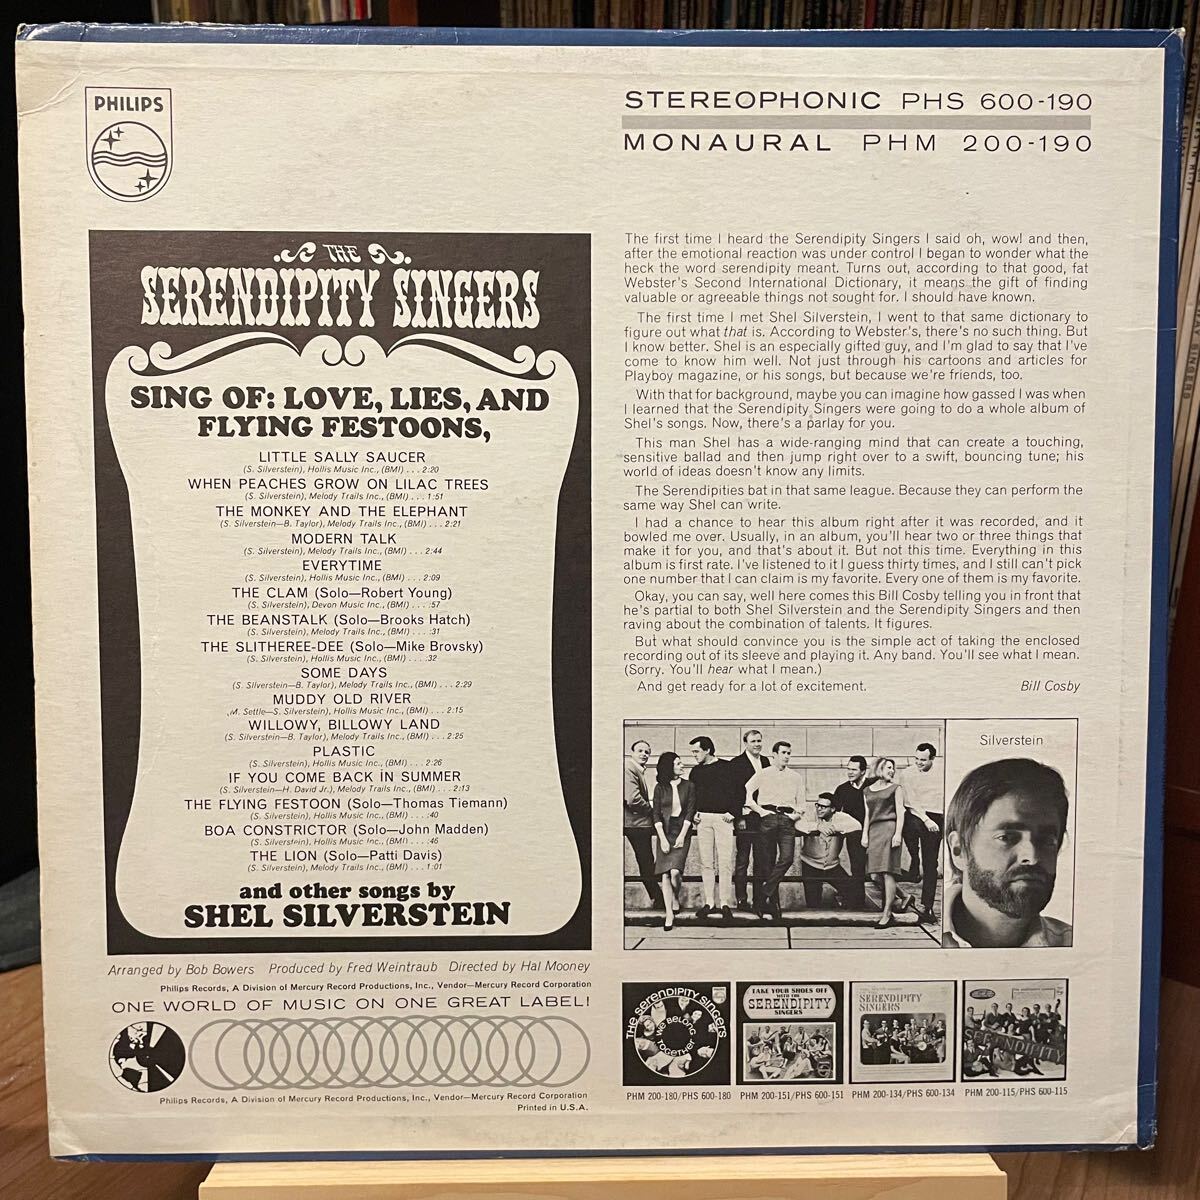 PHILIPS
STEREOPHONIC PHS 600-190
MONAURAL PHM 200-190
THE
SERENDIPITY SINGERS
SING OF: LOVE, LIES, AND
FLYING FESTOONS,
LITTLE SALLY SAUCER
(S. Silverstein), Hollis Music Inc., (BMI) . . . 2:20
WHEN PEACHES GROW ON LILAC TREES
(S. Silverstein), Melody Trails Inc., (BMI) . . . 1:51
THE MONKEY AND THE ELEPHANT
(S. Silverstein—B. Taylor), Melody Trails Inc., (BMI) . . . 2:21
MODERN TALK
(S. Silverstein), Melody Trails Inc., (BMI) . . . 2:44
EVERYTIME
(S. Silverstein), Hollis Music Inc., (BMI) . . . 2:09
THE CLAM (Solo—Robert Young)
(S. Silverstein), Devon Music Inc., (BMI) . . . :57
THE BEANSTALK (Solo—Brooks Hatch)
(S. Silverstein), Melody Trails Inc., (BMI) . . . :31
THE SLITHEREE-DEE (Solo—Mike Brovsky)
(S. Silverstein), Hollis Music Inc., (BMI) . . . :32
SOME DAYS
(S. Silverstein—B. Taylor), Melody Trails Inc., (BMI) . . . 2:29
MUDDY OLD RIVER
(M. Settle—S. Silverstein), Hollis Music Inc., (BMI) . . . 2:15
WILLOWY, BILLOWY LAND
(S. Silverstein—B. Taylor), Melody Trails Inc., (BMI) . . . 2:25
PLASTIC
(S. Silverstein), Hollis Music Inc., (BMI) . . . 2:26
IF YOU COME BACK IN SUMMER
(S. Silverstein—H. David Jr.), Melody Trails Inc., (BMI) . . . 2:13
THE FLYING FESTOON (Solo—Thomas Tiemann)
(S. Silverstein), Hollis Music Inc., (BMI) . . . :40
BOA CONSTRICTOR (Solo—John Madden)
(S. Silverstein), Hollis Music Inc., (BMI) . . . :46
THE LION (Solo—Patti Davis)
(S. Silverstein), Melody Trails Inc., (BMI) . . . 1:01
and other songs by
SHEL SILVERSTEIN
Arranged by Bob Bowers Produced by Fred Weintraub Directed by Hal Mooney
Philips Records, A Division of Mercury Record Productions, Inc., Vendor—Mercury Record Corporation
ONE WORLD OF MUSIC ON ONE GREAT LABEL!
Philips Records, A Division of Mercury Record Productions, Inc., Vendor—Mercury Record Corporation
Printed in U.S.A.
The first time I heard the Serendipity Singers I said oh, wow! and then,
after the emotional reaction was under control I began to wonder what the
heck the word serendipity meant. Turns out, according to that good, fat
Webster's Second International Dictionary, it means the gift of finding
valuable or agreeable things not sought for. I should have known.
The first time I met Shel Silverstein, I went to that same dictionary to
figure out what that is. According to Webster's, there's no such thing. But
I know better. Shel is an especially gifted guy, and I'm glad to say that I've
come to know him well. Not just through his cartoons and articles for
Playboy magazine, or his songs, but because we're friends, too.
With that for background, maybe you can imagine how gassed I was when
I learned that the Serendipity Singers were going to do a whole album of
Shel's songs. Now, there's a parlay for you.
This man Shel has a wide-ranging mind that can create a touching,
sensitive ballad and then jump right over to a swift, bouncing tune; his
world of ideas doesn't know any limits.
The Serendipities bat in that same league. Because they can perform the
same way Shel can write.
I had a chance to hear this album right after it was recorded, and it
bowled me over. Usually, in an album, you'll hear two or three things that
make it for you, and that's about it. But not this time. Everything in this
album is first rate. I've listened to it I guess thirty times, and I still can't pick
one number that I can claim is my favorite. Every one of them is my favorite.
Okay, you can say, well here comes this Bill Cosby telling you in front that
he's partial to both Shel Silverstein and the Serendipity Singers and then
raving about the combination of talents. It figures.
But what should convince you is the simple act of taking the enclosed
recording out of its sleeve and playing it. Any band. You'll see what I mean.
(Sorry. You'll hear what I mean.)
And get ready for a lot of excitement. Bill Cosby
Silverstein
THE SERENDIPITY SINGERS
WE BELONG TOGETHER
TAKE YOUR SHOES OFF
WITH THE
SERENDIPITY
SINGERS
SERENDIPITY
SINGERS
PHM 200-180/PHS 600-180 PHM 200-151/PHS 600-151 PHM 200-134/PHS 600-134 PHM 200-115/PHS 600-115